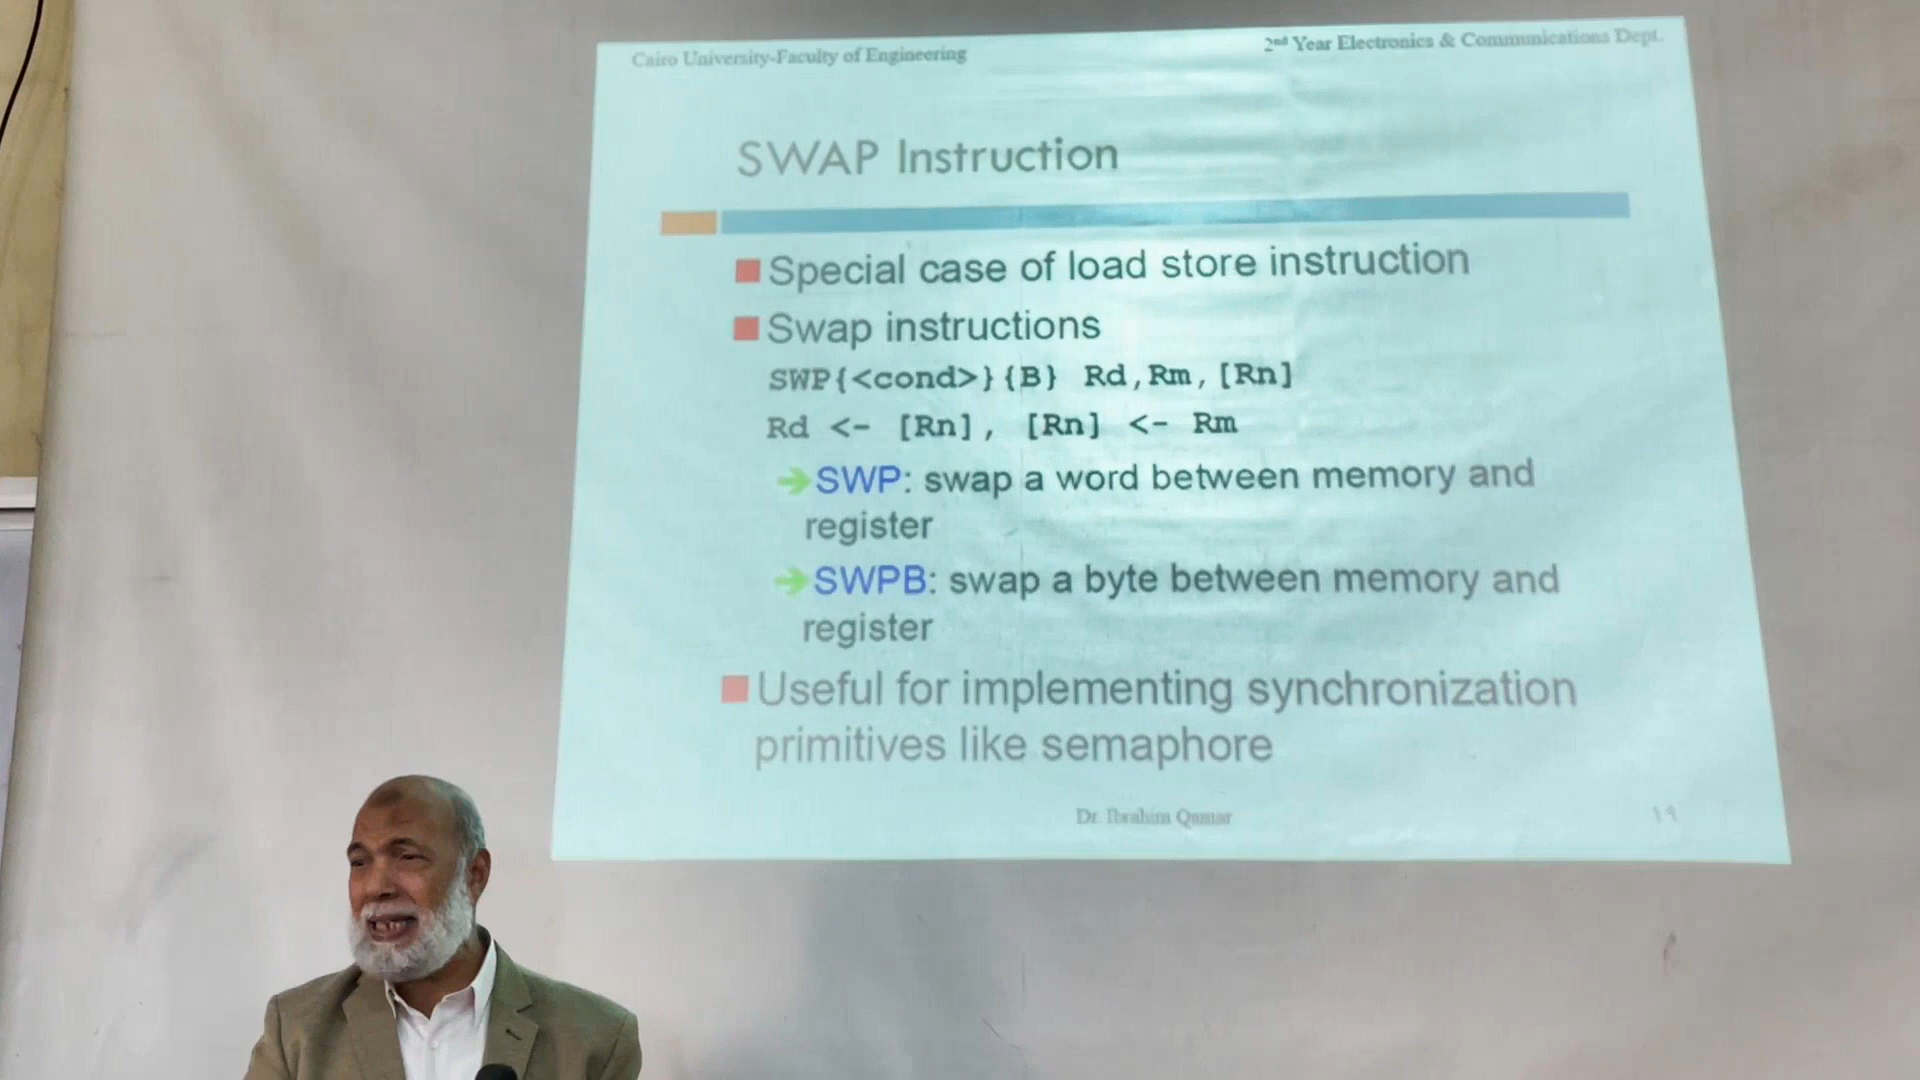 Cairo University-Faculty of Engineering
2nd Year Electronics & Communications Dept.
SWAP Instruction
Special case of load store instruction
Swap instructions
SWP{<cond>}{B} Rd,Rm,[Rn]
Rd <- [Rn], [Rn] <- Rm
SWP: swap a word between memory and
register
SWPB: swap a byte between memory and
register
Useful for implementing synchronization
primitives like semaphore
Dr. Ibrahim Qamar
١٩